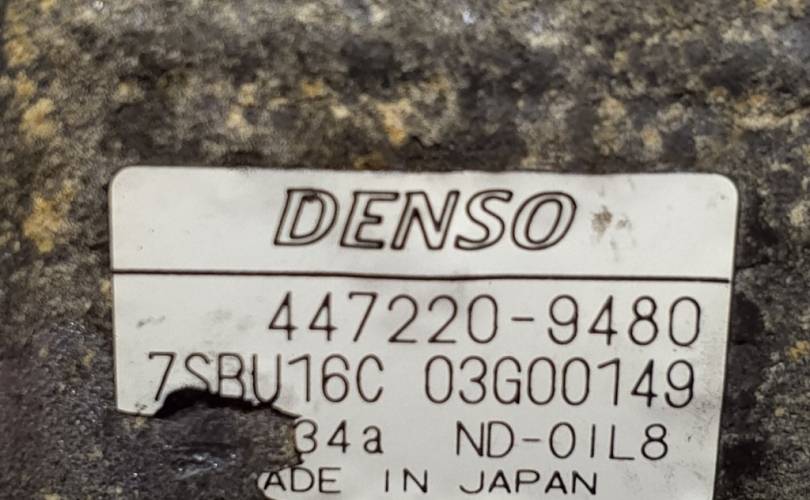 DENSO
447220-9480
7SBU16C 03G00149
34a ND-OIL8
ADE IN JAPAN